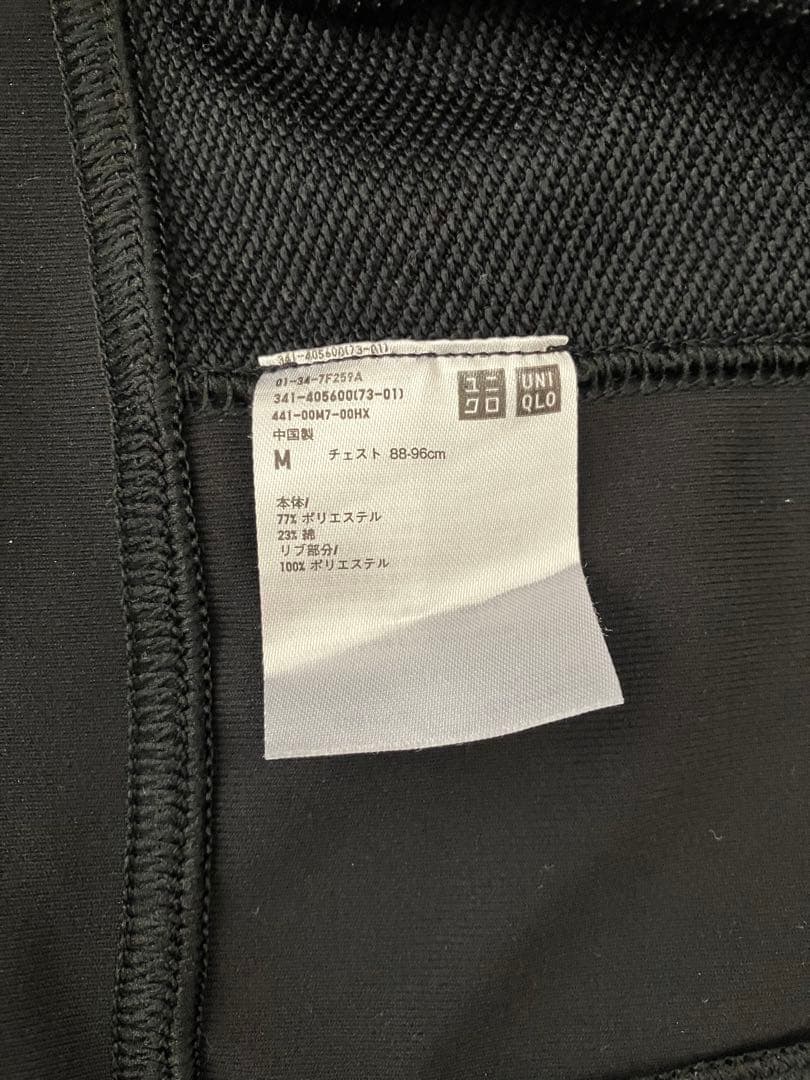 341-405600(73-01)
01-34-7F259A
341-405600(73-01)
441-00M7-00HX
ユニ
クロ
UNI
QLO
中国製
M チェスト 88-96cm
本体/
77% ポリエステル
23% 綿
リブ部分/
100% ポリエステル